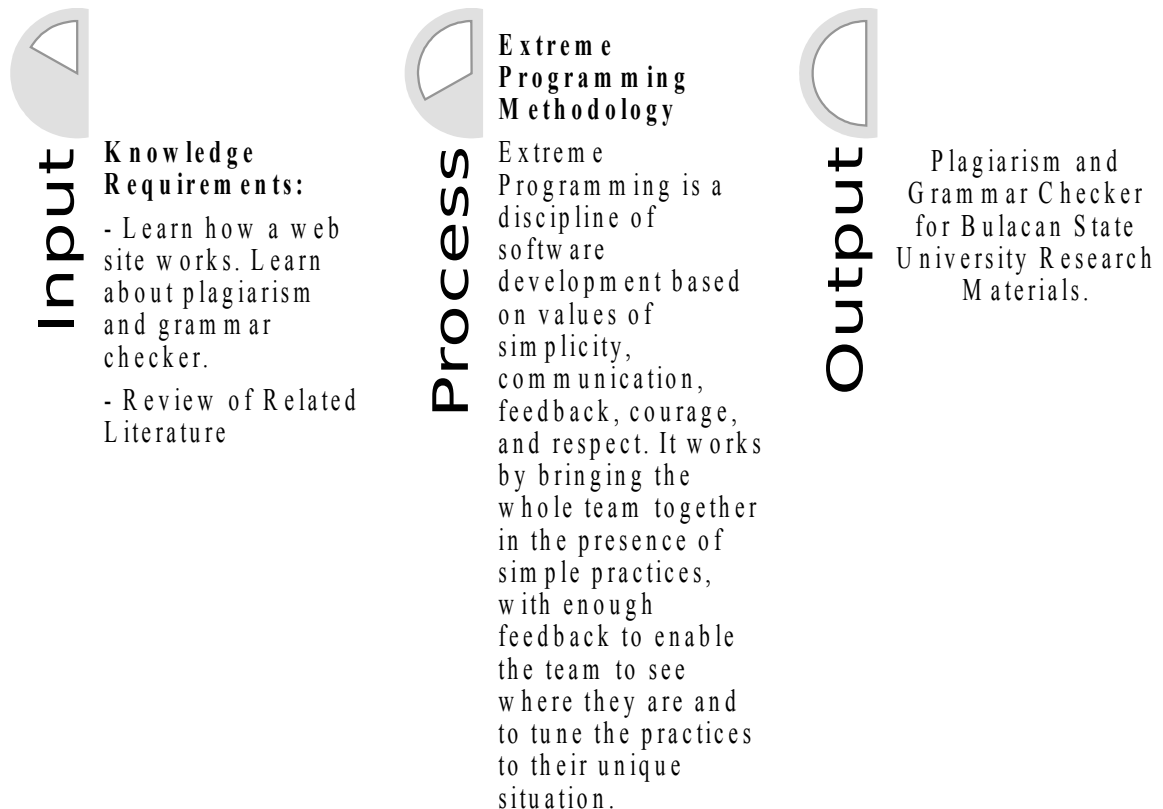 Input
Knowledge
Requirements:
- Learn how a web
site works. Learn
about plagiarism
and grammar
checker.
- Review of Related
Literature
Process
Extreme
Programming
Methodology
Extreme
Programming is a
discipline of
software
development based
on values of
simplicity,
communication,
feedback, courage,
and respect. It works
by bringing the
whole team together
in the presence of
simple practices,
with enough
feedback to enable
the team to see
where they are and
to tune the practices
to their unique
situation.
Output
Plagiarism and
Grammar Checker
for Bulacan State
University Research
Materials.